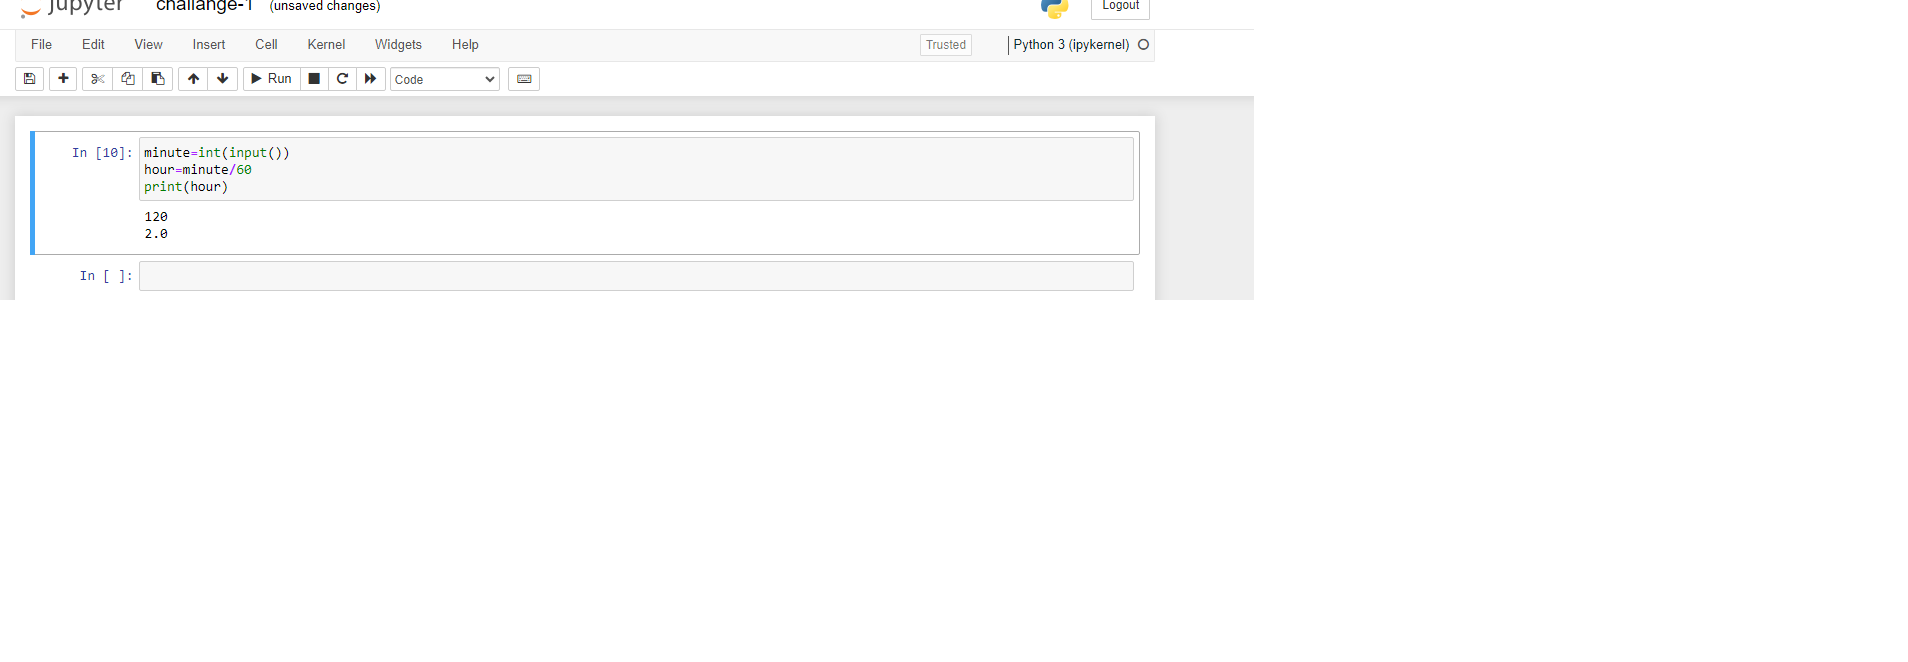 jupyter challange-1 (unsaved changes) Logout
File Edit View Insert Cell Kernel Widgets Help Trusted Python 3 (ipykernel)
Run Code
In [10]: minute=int(input())
hour=minute/60
print(hour)
120
2.0
In [ ]: